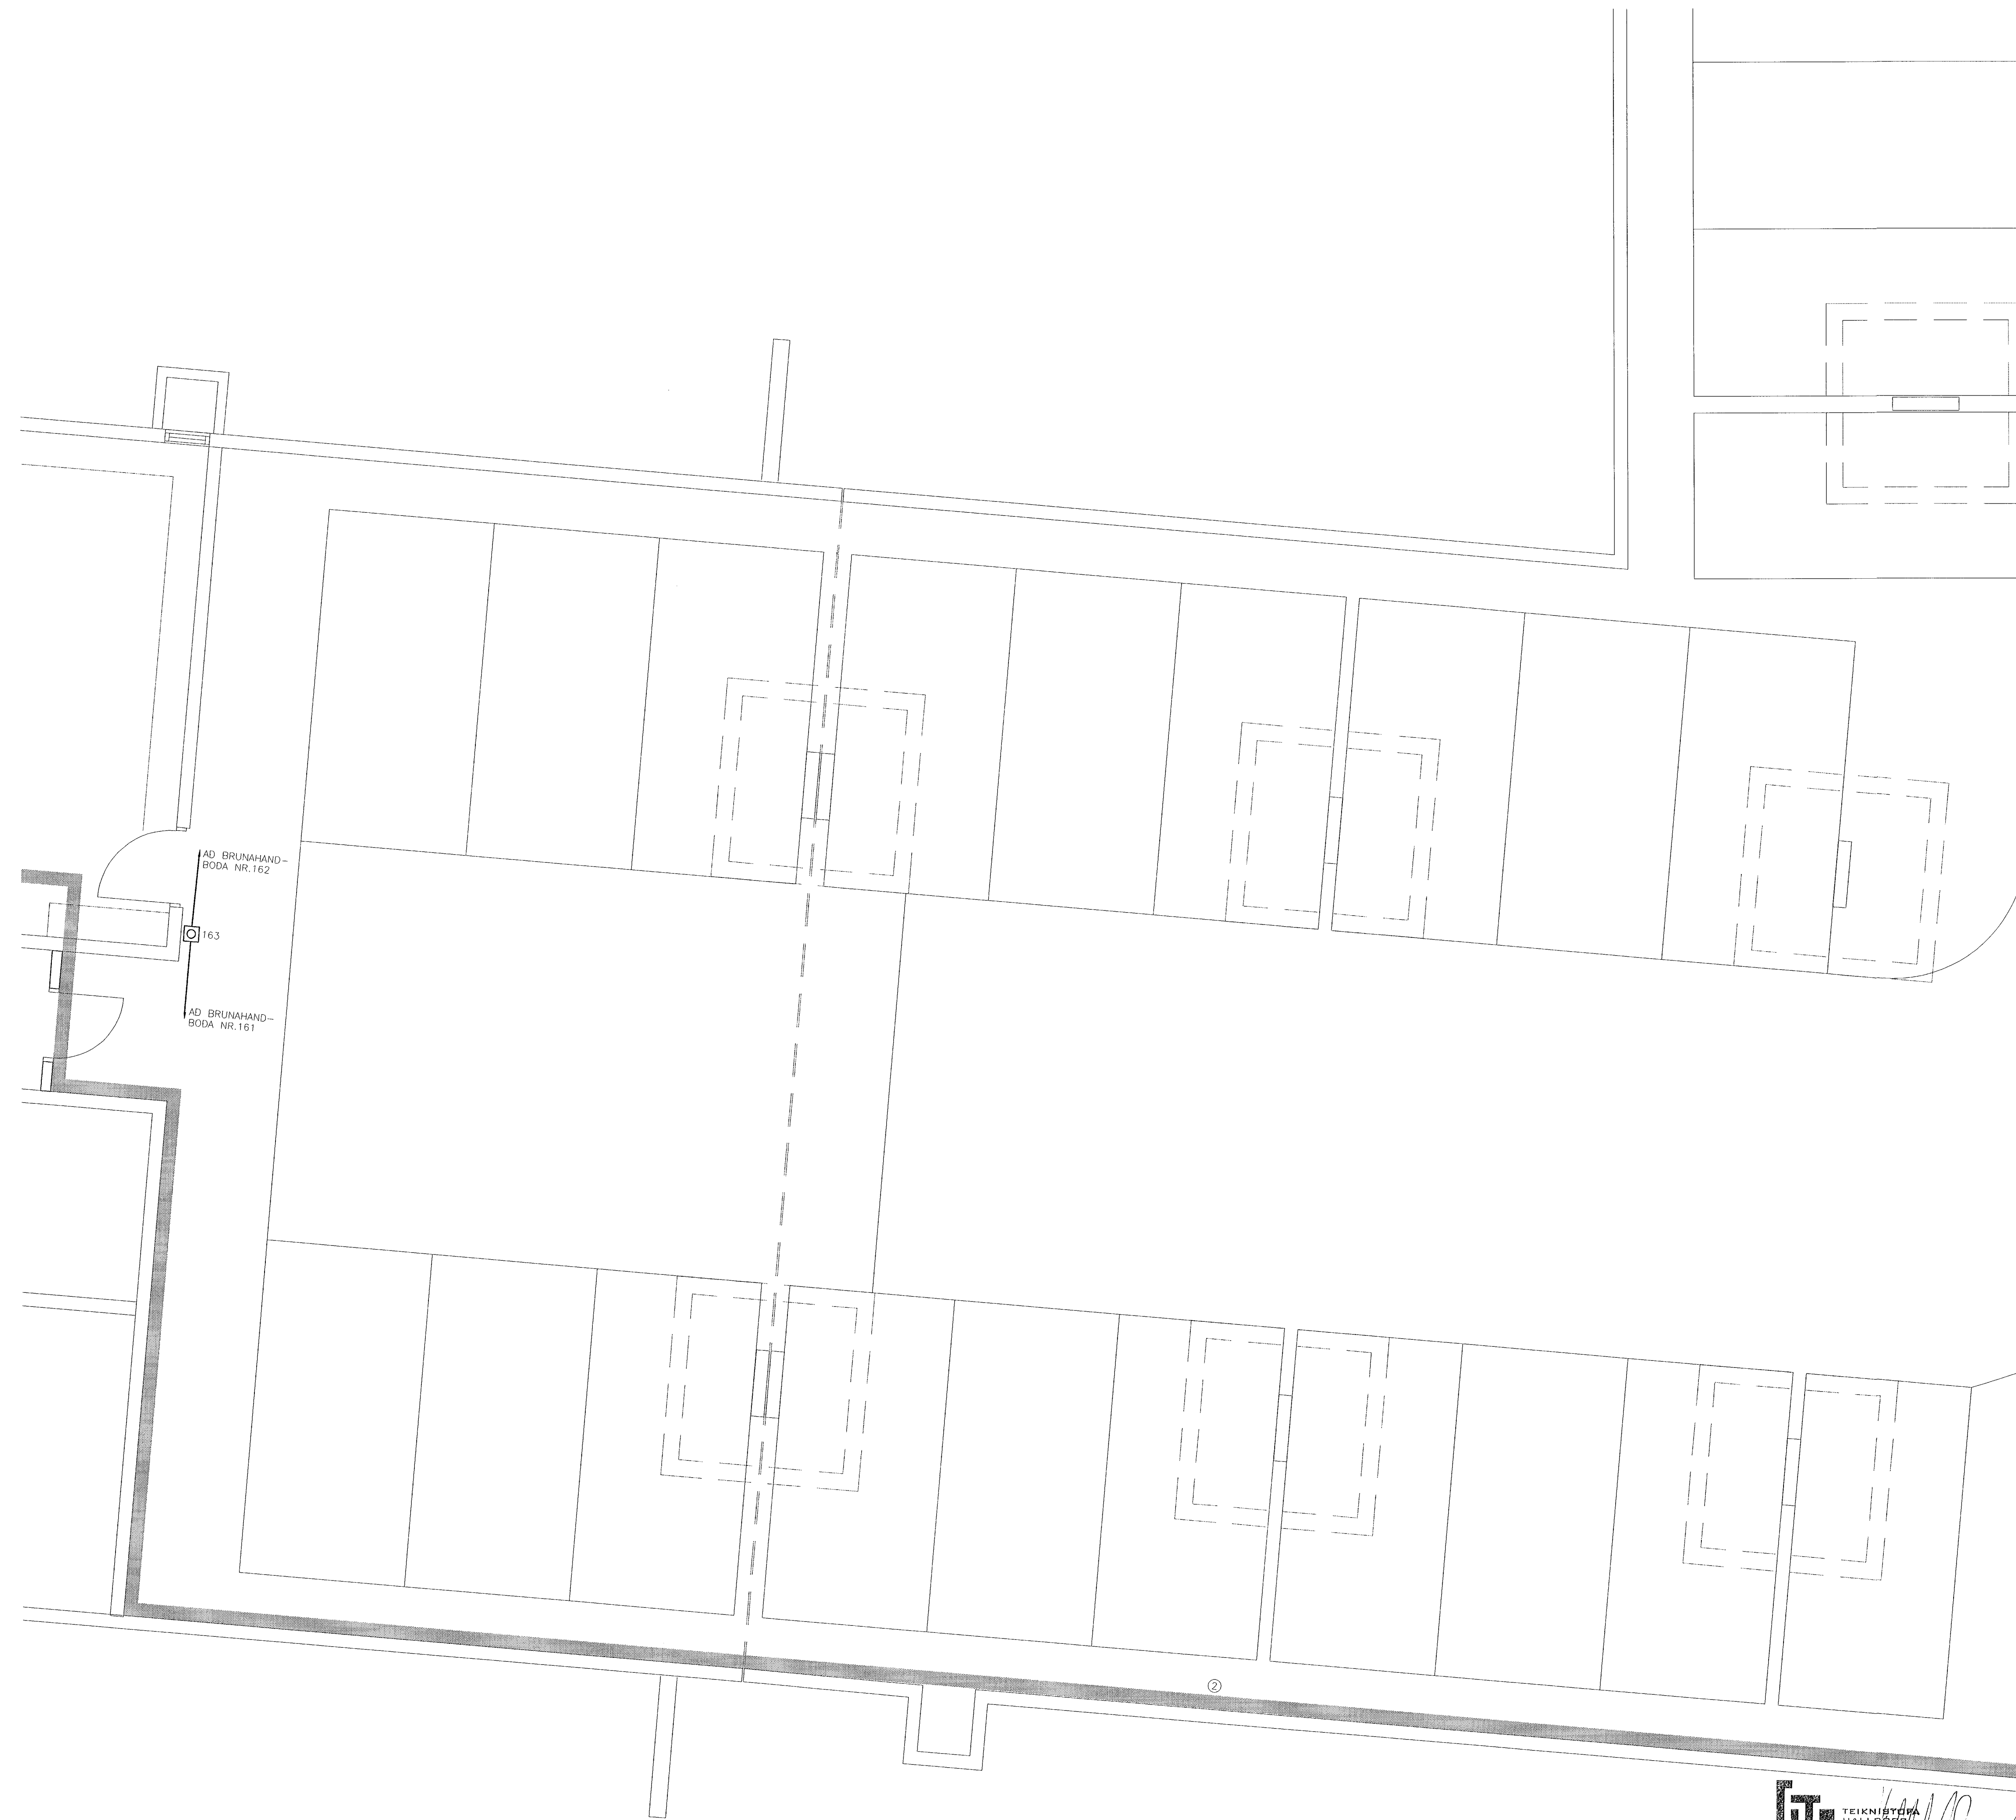 AD BRUNAHAND-
BODA NR.162
163
AD BRUNAHAND-
BODA NR.161
2
TEIKNISTOFA